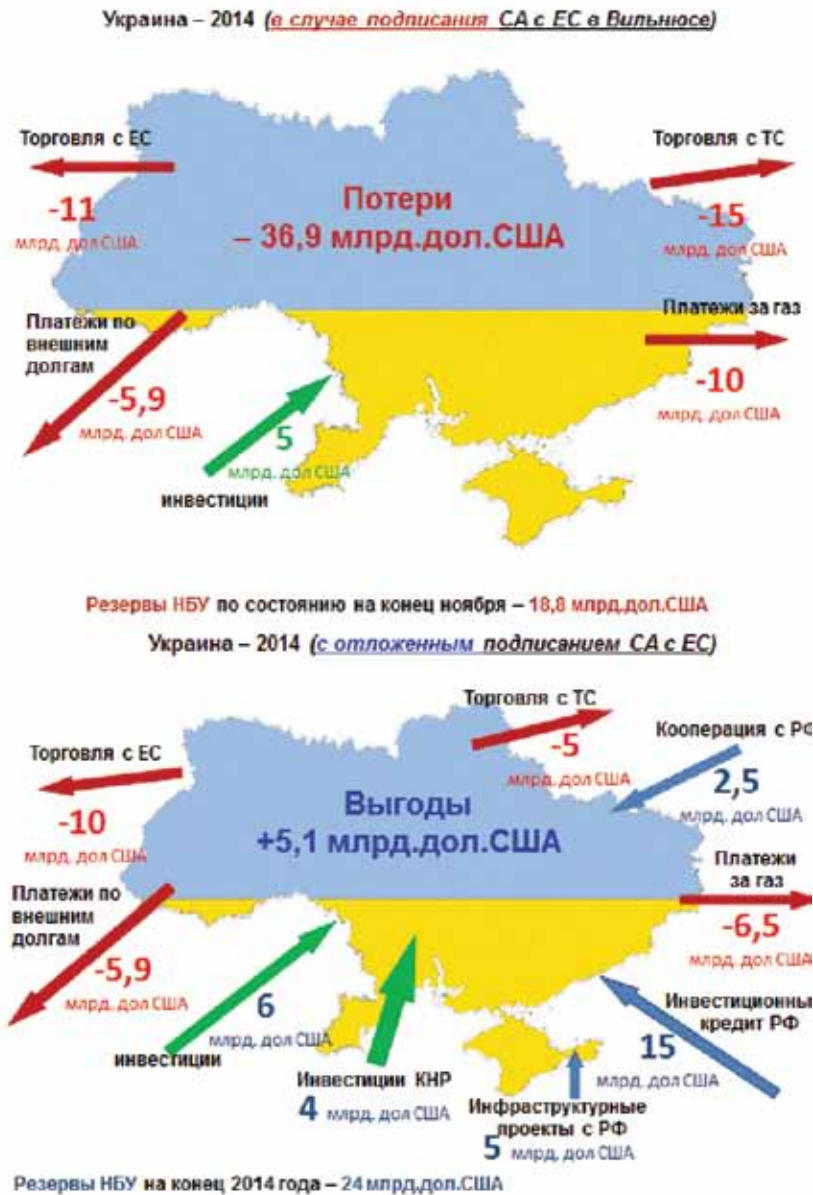 Украина – 2014 (в случае подписания СА с ЕС в Вильнюсе)
Торговля с ЕС
-11
млрд. дол США
Торговля с ТС
-15
млрд. дол США
Потери
– 36,9 млрд.дол.США
Платежи по
внешним
долгам
-5,9
млрд. дол США
Платежи за газ
-10
млрд. дол США
5
млрд. дол США
инвестиции
Резервы НБУ по состоянию на конец ноября – 18,8 млрд.дол.США
Украина – 2014 (с отложенным подписанием СА с ЕС)
Торговля с ТС
-5
млрд. дол США
Кооперация с РФ
2,5
млрд. дол США
Торговля с ЕС
-10
млрд. дол США
Выгоды
+5,1 млрд.дол.США
Платежи по
внешним
долгам
-5,9
млрд. дол США
Платежи
за газ
-6,5
млрд. дол США
6
млрд. дол США
инвестиции
Инвестиции КНР
4 млрд. дол США
Инвестиционны
кредит РФ
15
млрд. дол США
Инфраструктурные
проекты с РФ
5 млрд. дол США
Резервы НБУ на конец 2014 года – 24 млрд.дол.США